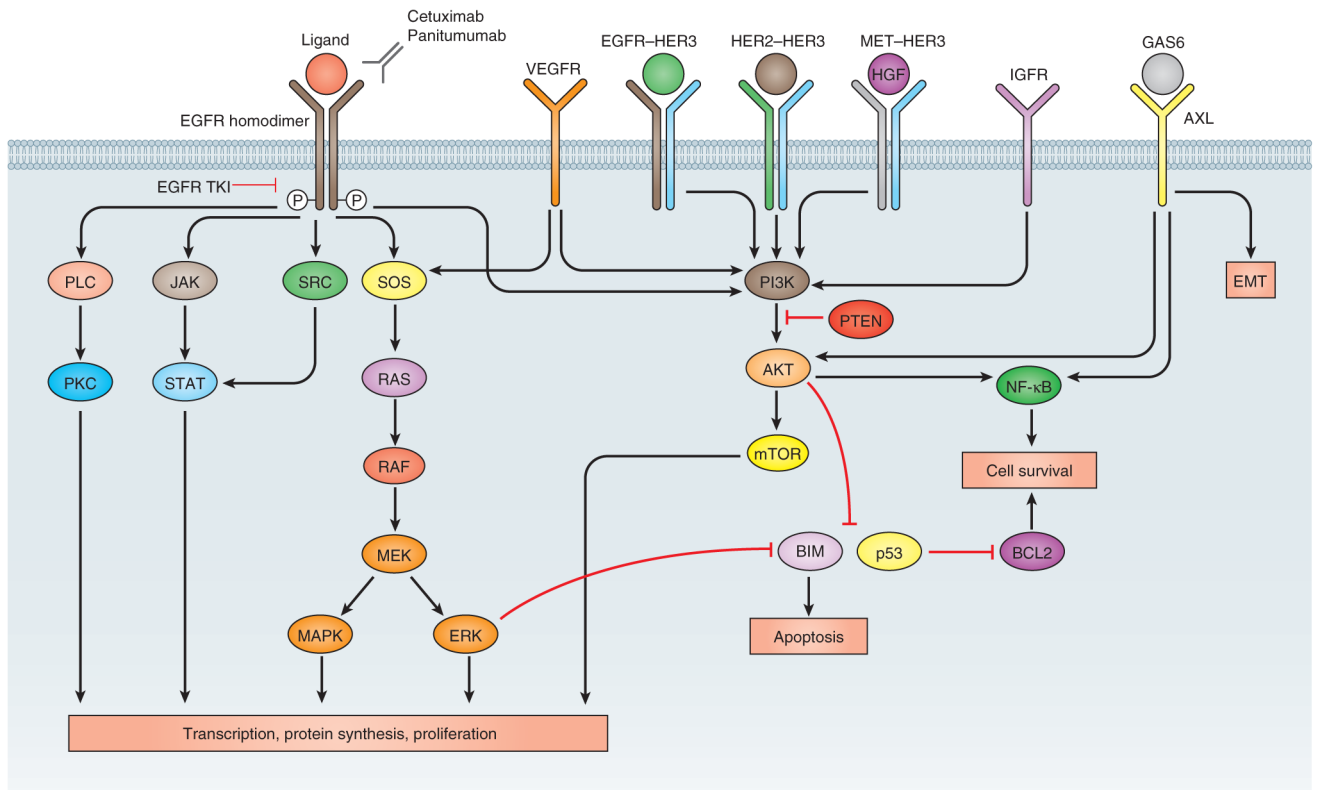 Cetuximab
Panitumumab
Ligand
EGFR–HER3
HER2–HER3
MET–HER3
GAS6
VEGFR
HGF
IGFR
EGFR homodimer
AXL
EGFR TKI
P
P
PLC
JAK
SRC
SOS
PI3K
EMT
PTEN
PKC
STAT
RAS
AKT
NF-κB
mTOR
RAF
Cell survival
MEK
BIM
p53
BCL2
MAPK
ERK
Apoptosis
Transcription, protein synthesis, proliferation